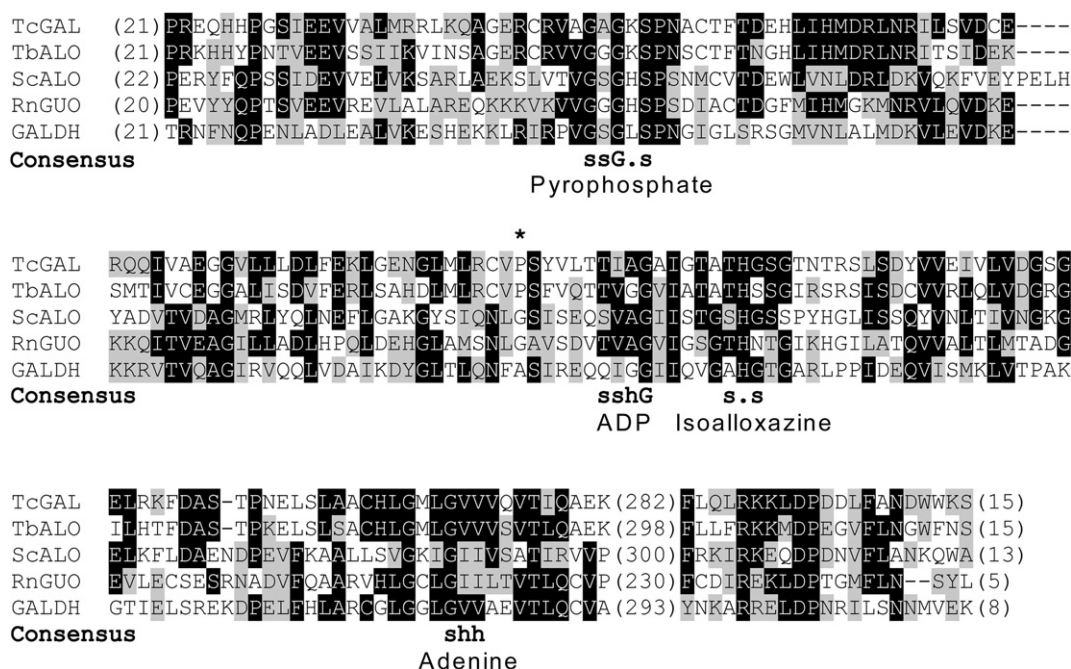 TcGAL (21) PREQHHPGSIEEVVALMRRLKQAGERCRVAGAGKSPNACTFTDEHLIHMDRLNRILSVDCE----
TbALO (21) PRKHHYPNTVEEVSSIIKVINSAGERCRVVGGGKSPNSCTFTNGHLIHMDRLNRITSIDEK----
ScALO (22) PERYFQPSSIDEVVELVKSARLAEKSLVTVGSGHSPSNMCVTDEWLVNLDRLDKVQKFVEYPELH
RnGUO (20) PEVYYQPTSVEEVREVLALAREQKKKVKVVGGGHSPSDIACTDGFMIHMGKMNRVLQVDKE----
GALDH (21) TRNFNQPENLADLEALVKESHEKKLRIRPVGSGLSPNGIGLSRSGMVNLALMDKVLEVDKE----
Consensus ssG.s
Pyrophosphate
*
TcGAL RQQIVAEGGVLLLDLFEKLGENGLMLRCVPSYVLTTIAGAIGTATHGSGTNTRSLSDYVVEIVLVDGSG
TbALO SMTIVCEGGALISDVFERLSAHDLMLRCVPSFVQTTVGGVIATATHSSGIRSRSISDCVVRLQLVDGRG
ScALO YADVTVDAGMRLYQLNEFLGAKGYSIQNLGSISEQSVAGIISTGSHGSSPYHGLISSQYVNLTIVNGKG
RnGUO KKQITVEAGILLADLHPQLDEHGLAMSNLGAVSDVTVAGVIGSGTHNTGIKHGILATQVVALTLMTADG
GALDH KKRVTVQAGIRVQQLVDAIKDYGLTLQNFASIREQQIGGIIQVGAHGTGARLPPIDEQVISMKLVTPAK
Consensus sshG s.s
ADP Isoalloxazine
TcGAL ELRKFDAS-TPNELSLAACHLGMLGVVVQVTIQAEK(282)FLQLRKKLDPDDLFANDWWKS(15)
TbALO ILHTFDAS-TPKELSLSACHLGMLGVVVSVTLQAEK(298)FLLFRKKMDPEGVFLNGWFNS(15)
ScALO ELKFLDAENDPEVFKAALLSVGKIGIIVSATIRVVP(300)FRKIRKEQDPDNVFLANKQWA(13)
RnGUO EVLECSESRNADVFQAARVHLGCLGIILTVTLQCVP(230)FCDIREKLDPTGMFLN--SYL(5)
GALDH GTIELSREKDPELFHLARCGLGGLGVVAEVTLQCVA(293)YNKARRELDPNRILSNNMVEK(8)
Consensus shh
Adenine